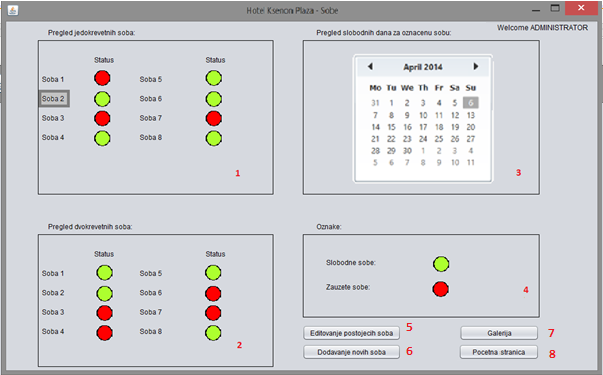 Hotel Ksenon Plaza - Sobe
Welcome ADMINISTRATOR
Pregled jedokrevetnih soba:
Status Status
Soba 1 Soba 5
Soba 2 Soba 6
Soba 3 Soba 7
Soba 4 Soba 8
1
Pregled slobodnih dana za oznacenu sobu:
April 2014
Mo Tu We Th Fr Sa Su
31 1 2 3 4 5 6
7 8 9 10 11 12 13
14 15 16 17 18 19 20
21 22 23 24 25 26 27
28 29 30 1 2 3 4
5 6 7 8 9 10 11
3
Pregled dvokrevetnih soba:
Status Status
Soba 1 Soba 5
Soba 2 Soba 6
Soba 3 Soba 7
Soba 4 Soba 8
2
Oznake:
Slobodne sobe:
Zauzete sobe:
4
Editovanje postojecih soba 5
Galerija 7
Dodavanje novih soba 6
Pocetna stranica 8